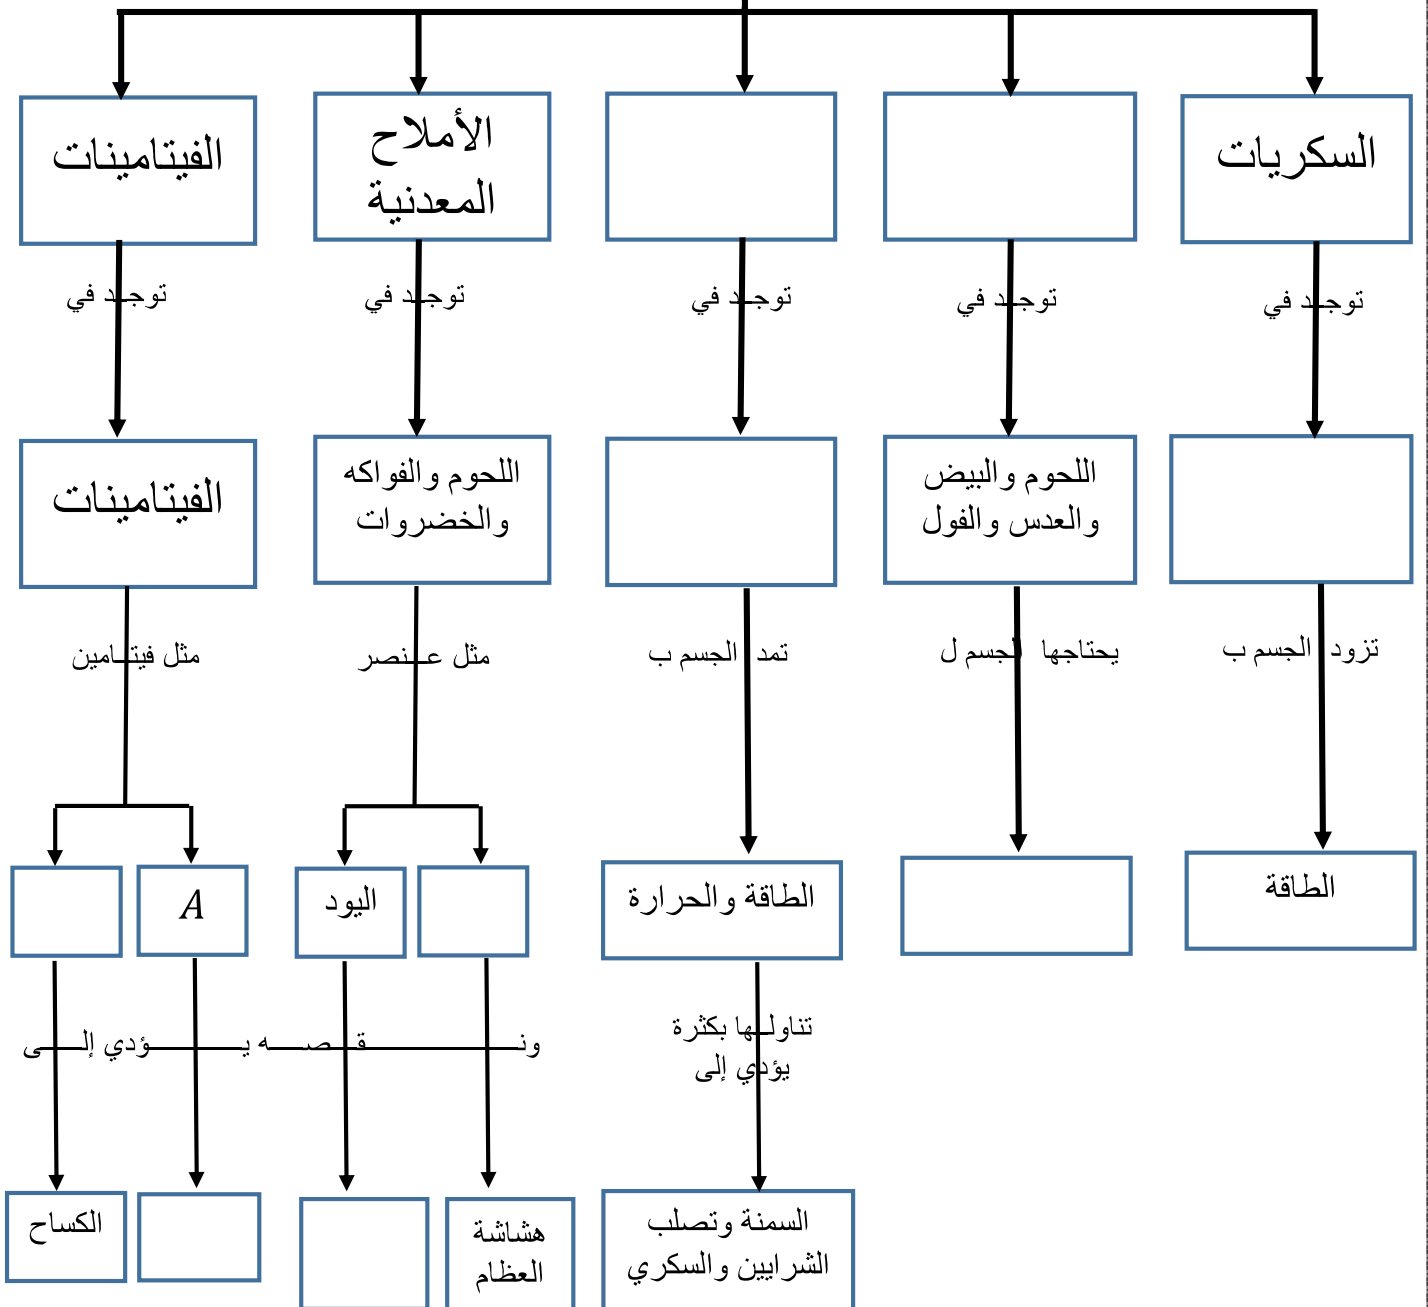 السكريات
الأملاح
المعدنية
الفيتامينات
توجد في
توجد في
توجد في
توجد في
توجد في
اللحوم والبيض
والعدس والفول
اللحوم والفواكه
والخضروات
الفيتامينات
تزود الجسم ب
يحتاجها الجسم ل
تمد الجسم ب
مثل عنصر
مثل فيتامين
الطاقة
الطاقة والحرارة
اليود
A
تناولها بكثرة
يؤدي إلى
ونقصه يؤدي إلى
السمنة وتصلب
الشرايين والسكري
هشاشة
العظام
الكساح